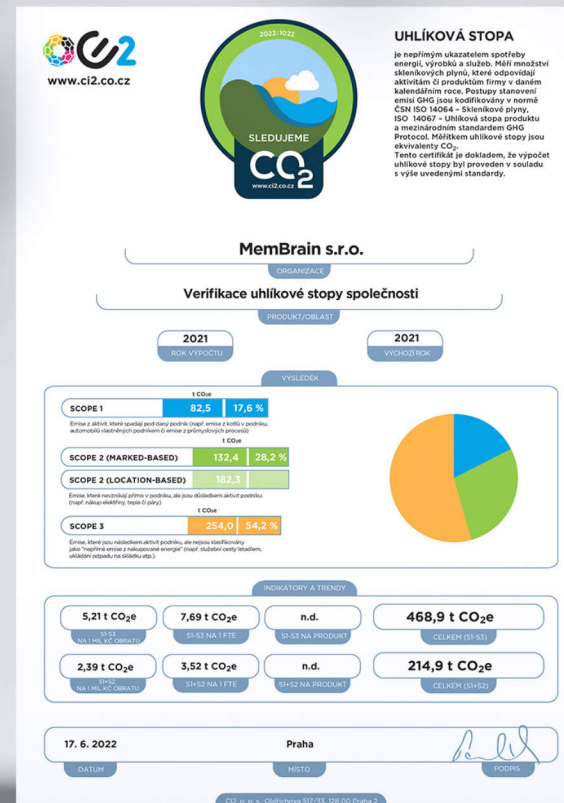 CI2
www.ci2.co.cz
2022:1022
SLEDUJEME
CO2
www.ci2.co.cz
UHLÍKOVÁ STOPA
je nepřímým ukazatelem spotřeby
energií, výrobků a služeb. Měří množství
skleníkových plynů, které odpovídají
aktivitám či produktům firmy v daném
kalendářním roce. Postupy stanovení
emisí GHG jsou kodifikovány v normě
ČSN ISO 14064 – Skleníkové plyny,
ISO 14067 – Uhlíková stopa produktu
a mezinárodním standardem GHG
Protocol. Měřítkem uhlíkové stopy jsou
ekvivalenty CO2.
Tento certifikát je dokladem, že výpočet
uhlíkové stopy byl proveden v souladu
s výše uvedenými standardy.
MemBrain s.r.o.
ORGANIZACE
Verifikace uhlíkové stopy společnosti
PRODUKT/OBLAST
2021
ROK VÝPOČTU
2021
VÝCHOZÍ ROK
VÝSLEDEK
t CO2e
SCOPE 1 82,5 17,6 %
Emise z aktivit, které spadají pod daný podnik (např. emise z kotlů v podniku,
automobilů vlastněných podnikem či emise z průmyslových procesů)
t CO2e
SCOPE 2 (MARKED-BASED) 132,4 28,2 %
SCOPE 2 (LOCATION-BASED) 182,3
Emise, které nevznikají přímo v podniku, ale jsou důsledkem aktivit podniku
(např. nákup elektřiny, tepla či páry)
t CO2e
SCOPE 3 254,0 54,2 %
Emise, které jsou následkem aktivit podniku, ale nejsou klasifikovány
jako "nepřímé emise z nakupované energie" (např. služební cesty letadlem,
ukládání odpadu na skládku atp.).
INDIKÁTORY A TRENDY
5,21 t CO2e 7,69 t CO2e n.d. 468,9 t CO2e
S1-S3
NA 1 MIL KČ OBRATU S1-S3 NA 1 FTE S1-S3 NA PRODUKT CELKEM (S1-S3)
2,39 t CO2e 3,52 t CO2e n.d. 214,9 t CO2e
S1+S2
NA 1 MIL KČ OBRATU S1+S2 NA 1 FTE S1+S2 NA PRODUKT CELKEM (S1+S2)
17. 6. 2022 Praha
DATUM MÍSTO PODPIS
CI2, o. p. s., Oldřichova 517/33, 128 00 Praha 2